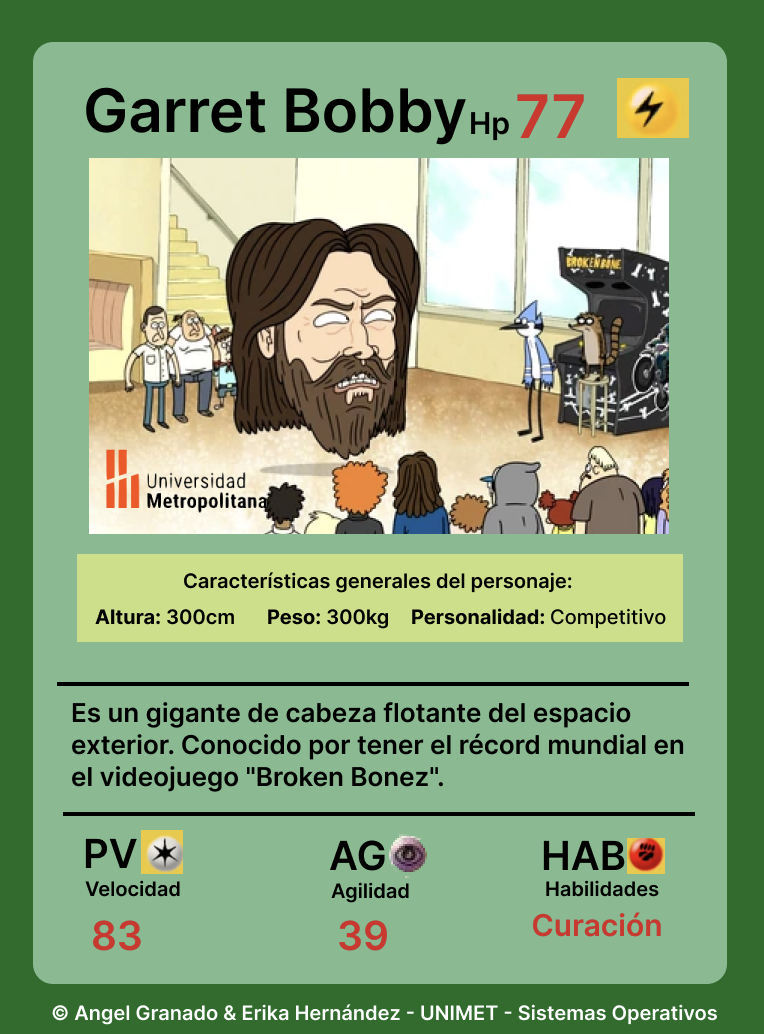 Garret Bobby Hp 77
BROKEN BONE
Universidad
Metropolitana
Características generales del personaje:
Altura: 300cm Peso: 300kg Personalidad: Competitivo
Es un gigante de cabeza flotante del espacio
exterior. Conocido por tener el récord mundial en
el videojuego "Broken Bonez".
PV AG HAB
Velocidad Agilidad Habilidades
83 39 Curación
© Angel Granado & Erika Hernández - UNIMET - Sistemas Operativos